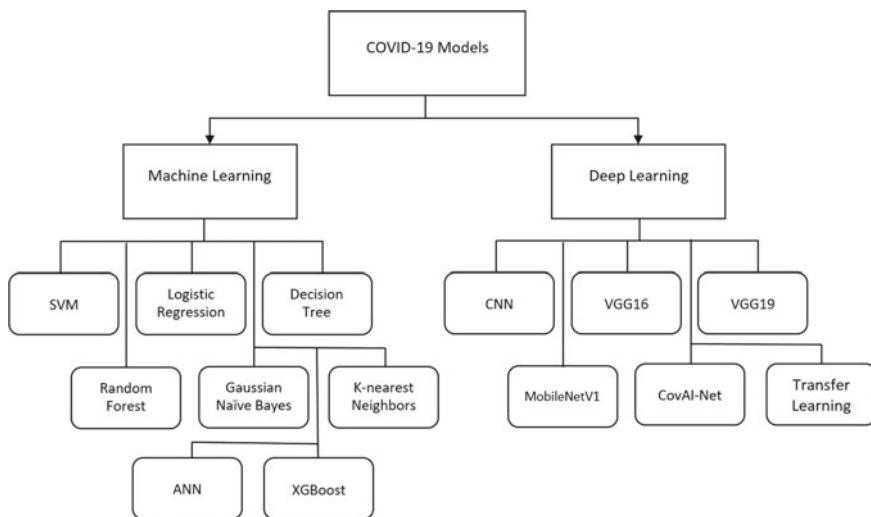 COVID-19 Models
Machine Learning
Deep Learning
SVM
Logistic
Regression
Decision
Tree
CNN
VGG16
VGG19
Random
Forest
Gaussian
Naïve Bayes
K-nearest
Neighbors
MobileNetV1
CovAI-Net
Transfer
Learning
ANN
XGBoost